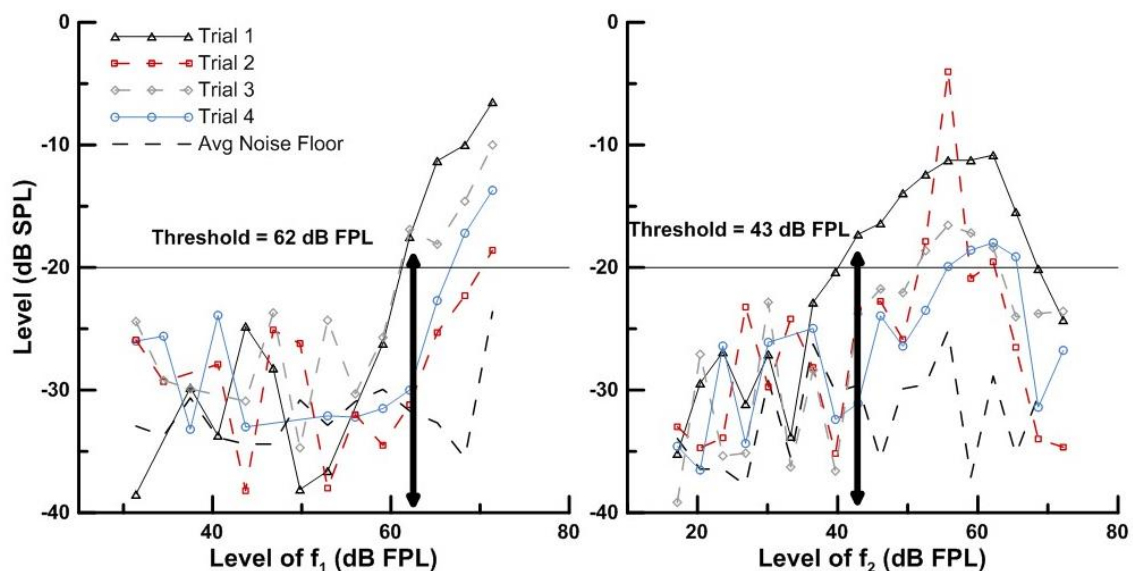 0
0
Trial 1
Trial 2
Trial 3
Trial 4
Avg Noise Floor
-10
-10
Level (dB SPL)
Threshold = 62 dB FPL
Threshold = 43 dB FPL
-20
-20
-30
-30
-40
-40
40
60
80
20
40
60
80
Level of f1 (dB FPL)
Level of f2 (dB FPL)